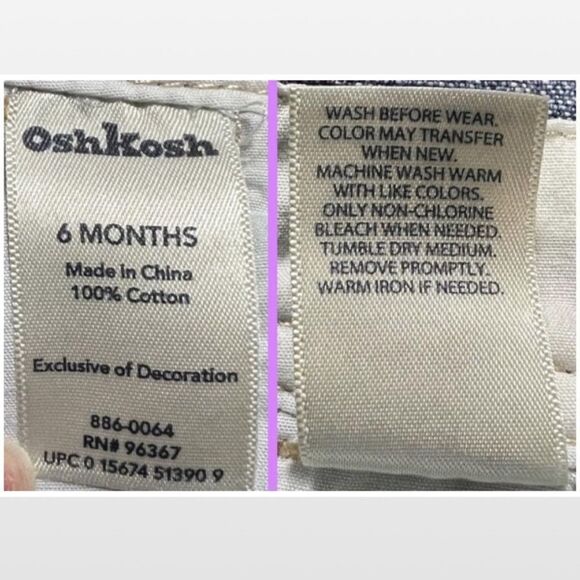 OshKosh
6 MONTHS
Made in China
100% Cotton
Exclusive of Decoration
886-0064
RN# 96367
UPC 0 15674 51390 9
WASH BEFORE WEAR.
COLOR MAY TRANSFER
WHEN NEW.
MACHINE WASH WARM
WITH LIKE COLORS.
ONLY NON-CHLORINE
BLEACH WHEN NEEDED.
TUMBLE DRY MEDIUM.
REMOVE PROMPTLY.
WARM IRON IF NEEDED.